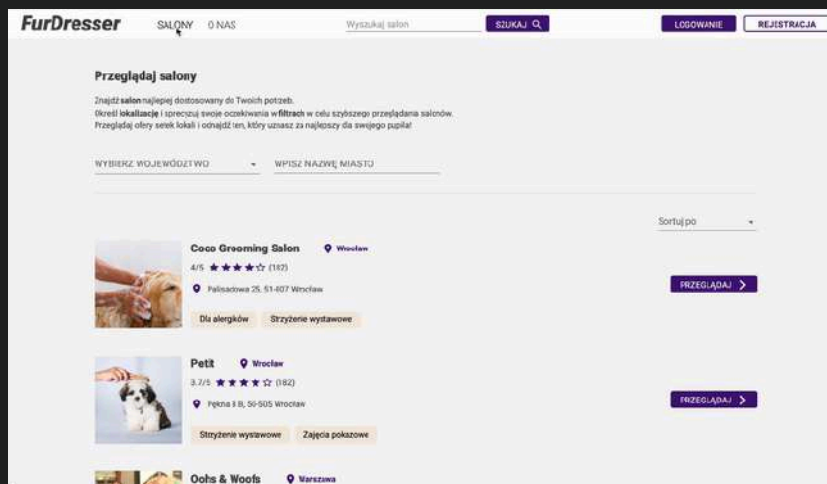 FurDresser
SALONY O NAS
Wyszukaj salon
SZUKAJ
LOGOWANIE
REJESTRACJA
Przeglądaj salony
Znajdź salon najlepiej dostosowany do Twoich potrzeb.
Określ lokalizację i sprecyzuj swoje oczekiwania w filtrach w celu szybszego przeglądania salonów.
Przeglądaj ofery setek lokali i odnajdź ten, który uznasz za najlepszy dla swojego pupila!
WYBIERZ WOJEWÓDZTWO
WPISZ NAZWĘ MIASTO
Sortuj po
Coco Grooming Salon Wrocław
4/5 (182)
Palisadowa 25, 51-407 Wrocław
Dla alergików Strzyżenie wystawowe
PRZEGLĄDAJ
Petit Wrocław
3.7/5 (182)
Piękna 8 B, 50-505 Wrocław
Strzyżenie wystawowe Zajęcia pokazowe
PRZEGLĄDAJ
Oohs & Woofs Warszawa